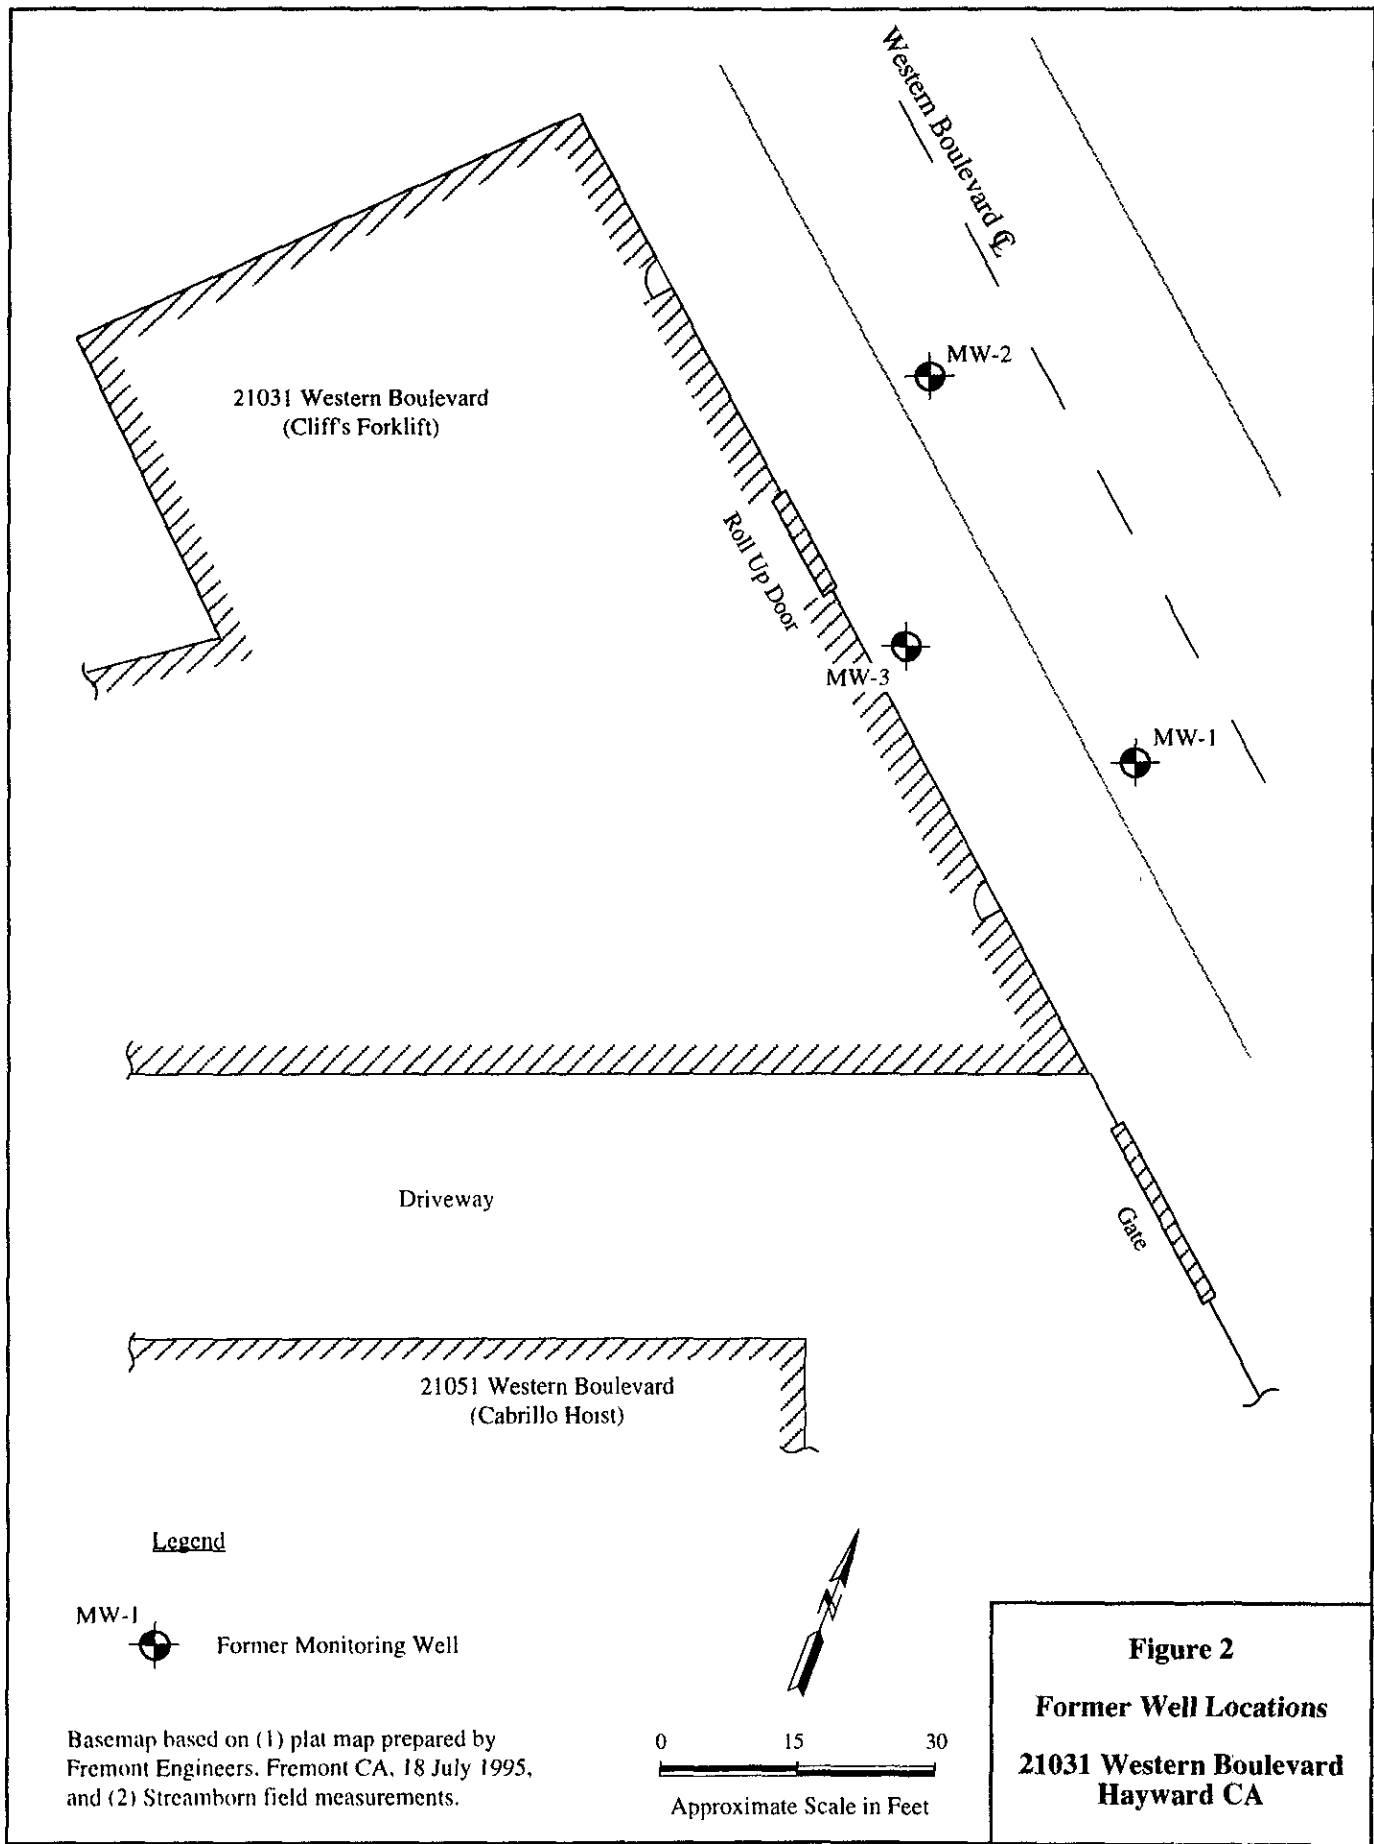 Western Boulevard ℄
MW-2
21031 Western Boulevard
(Cliff's Forklift)
Roll Up Door
MW-3
MW-1
Driveway
Gate
21051 Western Boulevard
(Cabrillo Hoist)
Legend
MW-1
Former Monitoring Well
N
Basemap based on (1) plat map prepared by
Fremont Engineers. Fremont CA, 18 July 1995,
and (2) Streamborn field measurements.
0 15 30
Approximate Scale in Feet
Figure 2
Former Well Locations
21031 Western Boulevard
Hayward CA